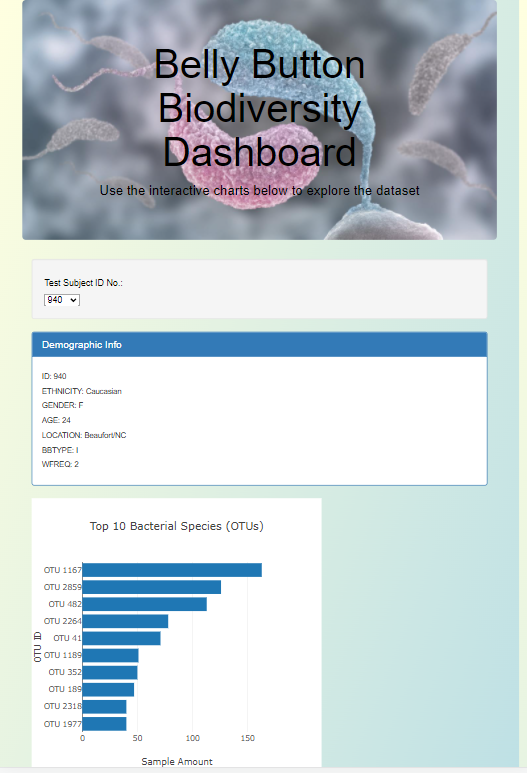 Belly Button
Biodiversity
Dashboard
Use the interactive charts below to explore the dataset
Test Subject ID No.:
940
Demographic Info
ID: 940
ETHNICITY: Caucasian
GENDER: F
AGE: 24
LOCATION: Beaufort/NC
BBTYPE: I
WFREQ: 2
Top 10 Bacterial Species (OTUs)
OTU ID
OTU 1167
OTU 2859
OTU 482
OTU 2264
OTU 41
OTU 1189
OTU 352
OTU 189
OTU 2318
OTU 1977
0 50 100 150
Sample Amount